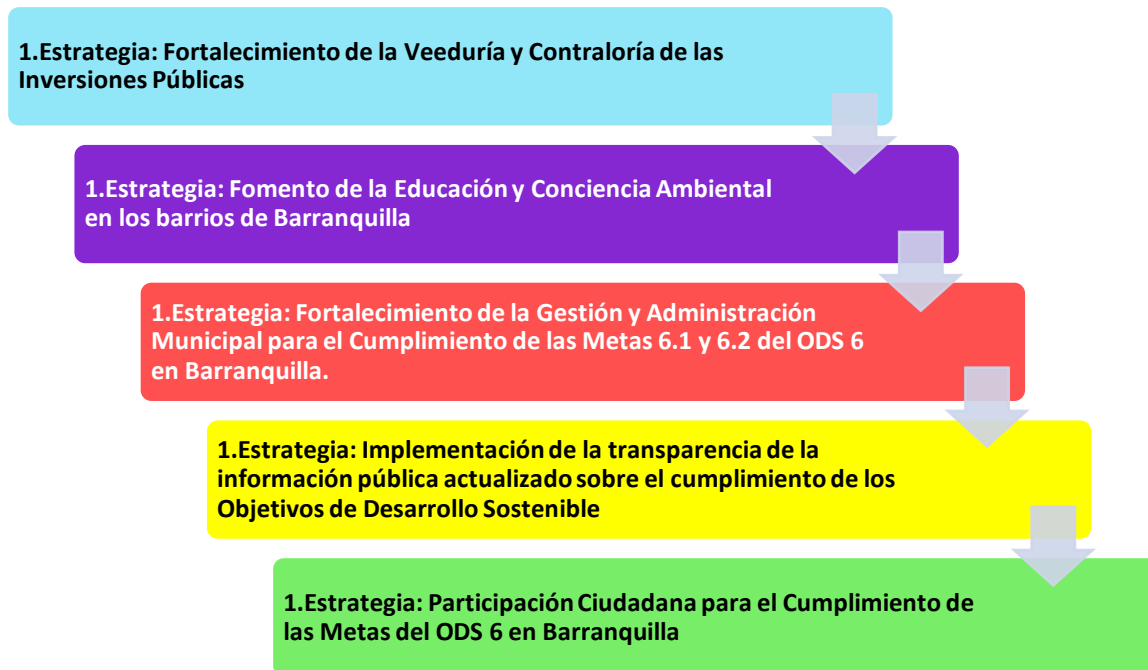 1.Estrategia: Fortalecimiento de la Veeduría y Contraloría de las
Inversiones Públicas
1.Estrategia: Fomento de la Educación y Conciencia Ambiental
en los barrios de Barranquilla
1.Estrategia: Fortalecimiento de la Gestión y Administración
Municipal para el Cumplimiento de las Metas 6.1 y 6.2 del ODS 6
en Barranquilla.
1.Estrategia: Implementación de la transparencia de la
información pública actualizado sobre el cumplimiento de los
Objetivos de Desarrollo Sostenible
1.Estrategia: Participación Ciudadana para el Cumplimiento de
las Metas del ODS 6 en Barranquilla